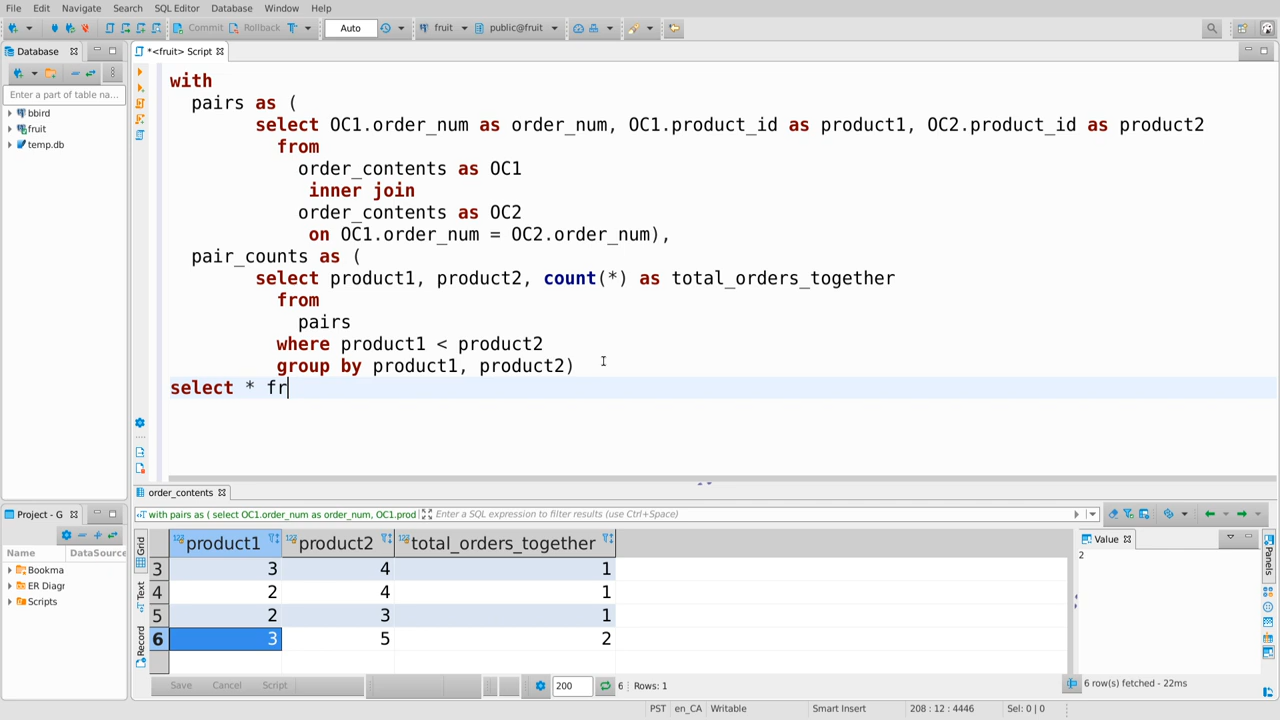 File Edit Navigate Search SQL Editor Database Window Help
Commit Rollback Auto fruit public@fruit
Database
*<fruit> Script
Enter a part of table na...
bbird
fruit
temp.db
with
pairs as (
select OC1.order_num as order_num, OC1.product_id as product1, OC2.product_id as product2
from
order_contents as OC1
inner join
order_contents as OC2
on OC1.order_num = OC2.order_num),
pair_counts as (
select product1, product2, count(*) as total_orders_together
from
pairs
where product1 < product2
group by product1, product2)
select * fr
Project - G
Name DataSource
Bookma
ER Diagr
Scripts
order_contents
with pairs as ( select OC1.order_num as order_num, OC1.prod
Enter a SQL expression to filter results (use Ctrl+Space)
Grid
Text
Record
product1 product2 total_orders_together
3 3 4 1
4 2 4 1
5 2 3 1
6 3 5 2
Value
2
Panels
Save Cancel Script 200 6 Rows: 1
6 row(s) fetched - 22ms
PST en_CA Writable Smart Insert 208 : 12 : 4446 Sel: 0 | 0